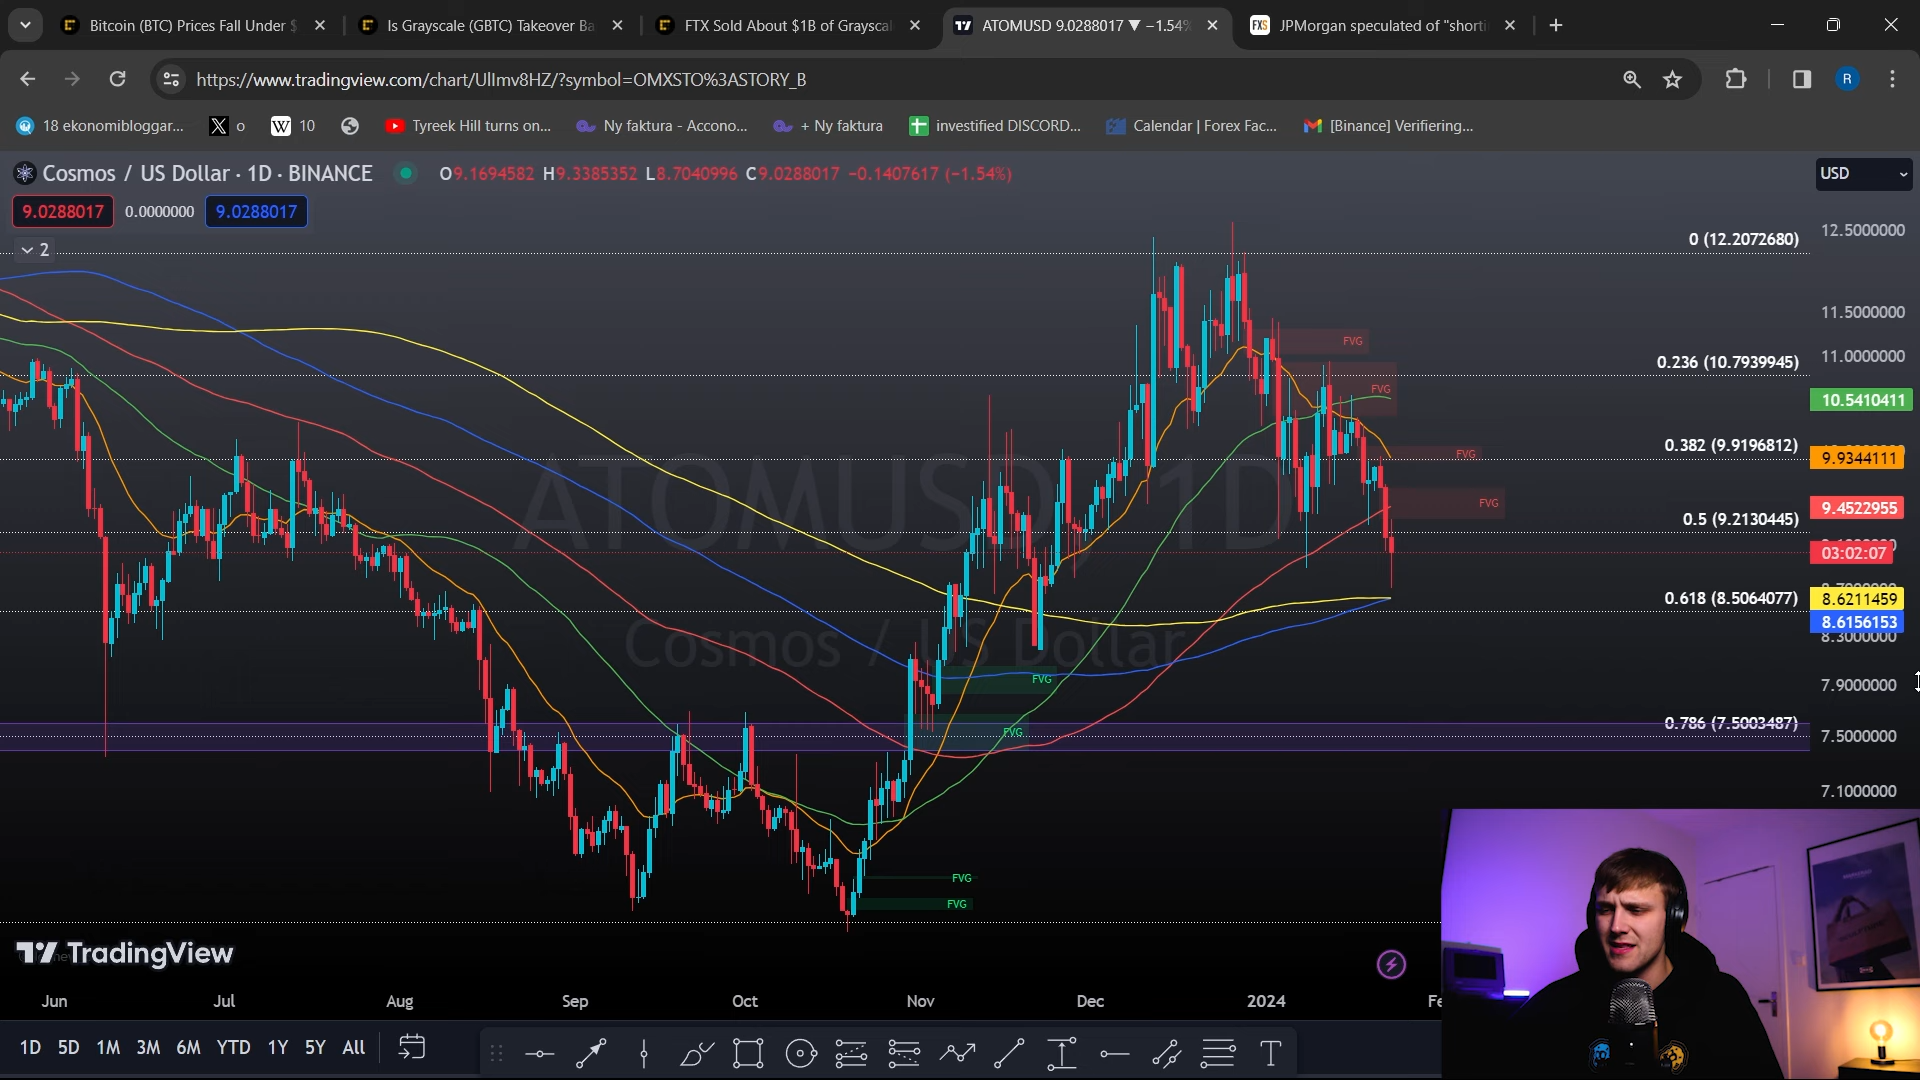 Bitcoin (BTC) Prices Fall Under $
Is Grayscale (GBTC) Takeover Ba
FTX Sold About $1B of Grayscal
ATOMUSD 9.0288017 ▼ −1.54%
FXS JPMorgan speculated of "shorti
https://www.tradingview.com/chart/UlImv8HZ/?symbol=OMXSTO%3ASTORY_B
R
18 ekonomibloggar...
X o
W 10
Tyreek Hill turns on...
Ny faktura - Accono...
+ Ny faktura
investified DISCORD...
Calendar | Forex Fac...
[Binance] Verifiering...
Cosmos / US Dollar · 1D · BINANCE
O9.1694582 H9.3385352 L8.7040996 C9.0288017 −0.1407617 (−1.54%)
USD
9.0288017 0.0000000 9.0288017
2
12.5000000
0 (12.2072680)
11.5000000
FVG
11.0000000
0.236 (10.7939945)
FVG
10.5410411
0.382 (9.9196812)
FVG
9.9344111
ATOMUSD, 1D
FVG
9.4522955
0.5 (9.2130445)
03:02:07
0.618 (8.5064077)
8.6211459
8.6156153
8.3000000
Cosmos / US Dollar
FVG
7.9000000
0.786 (7.5003487)
FVG
7.5000000
7.1000000
FVG
FVG
TradingView
Jun Jul Aug Sep Oct Nov Dec 2024 Fe
1D 5D 1M 3M 6M YTD 1Y 5Y All
T